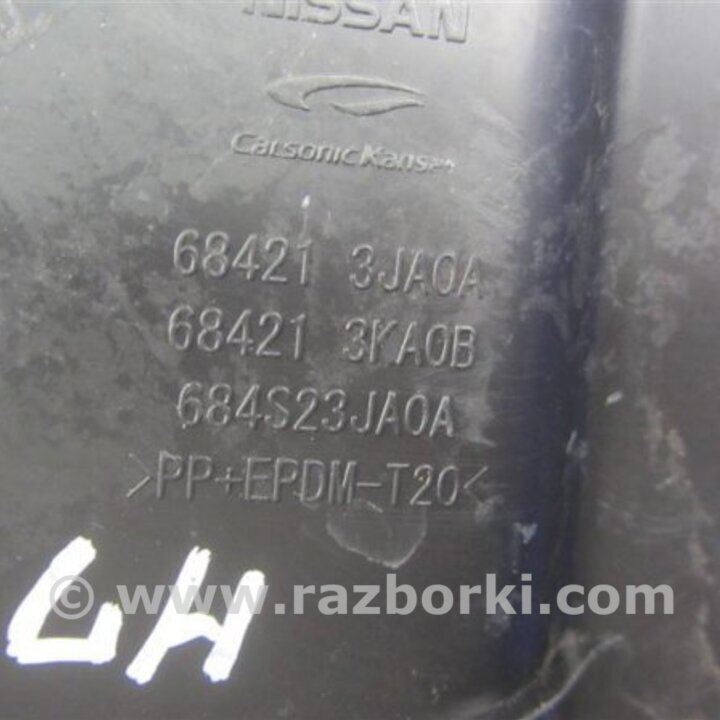 NISSAN
CalsonicKansei
68421 3JA0A
68421 3KA0B
684S23JA0A
>PP+EPDM-T20<
LH
© www.razborki.com